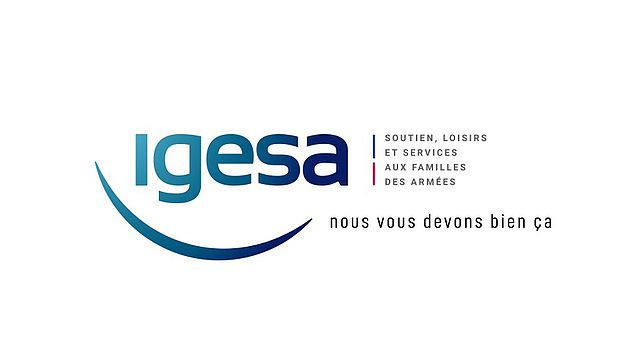 igesa
SOUTIEN, LOISIRS
ET SERVICES
AUX FAMILLES
DES ARMÉES
nous vous devons bien ça